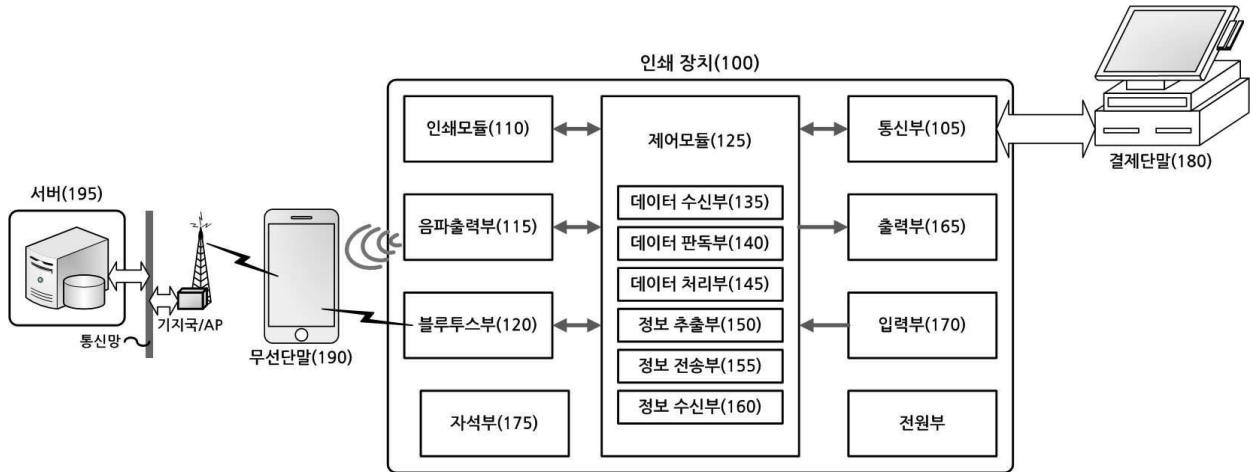 인쇄 장치(100)
인쇄모듈(110)
제어모듈(125)
통신부(105)
결제단말(180)
서버(195)
음파출력부(115)
데이터 수신부(135)
출력부(165)
데이터 판독부(140)
데이터 처리부(145)
기지국/AP
통신망
무선단말(190)
블루투스부(120)
정보 추출부(150)
입력부(170)
정보 전송부(155)
정보 수신부(160)
자석부(175)
전원부